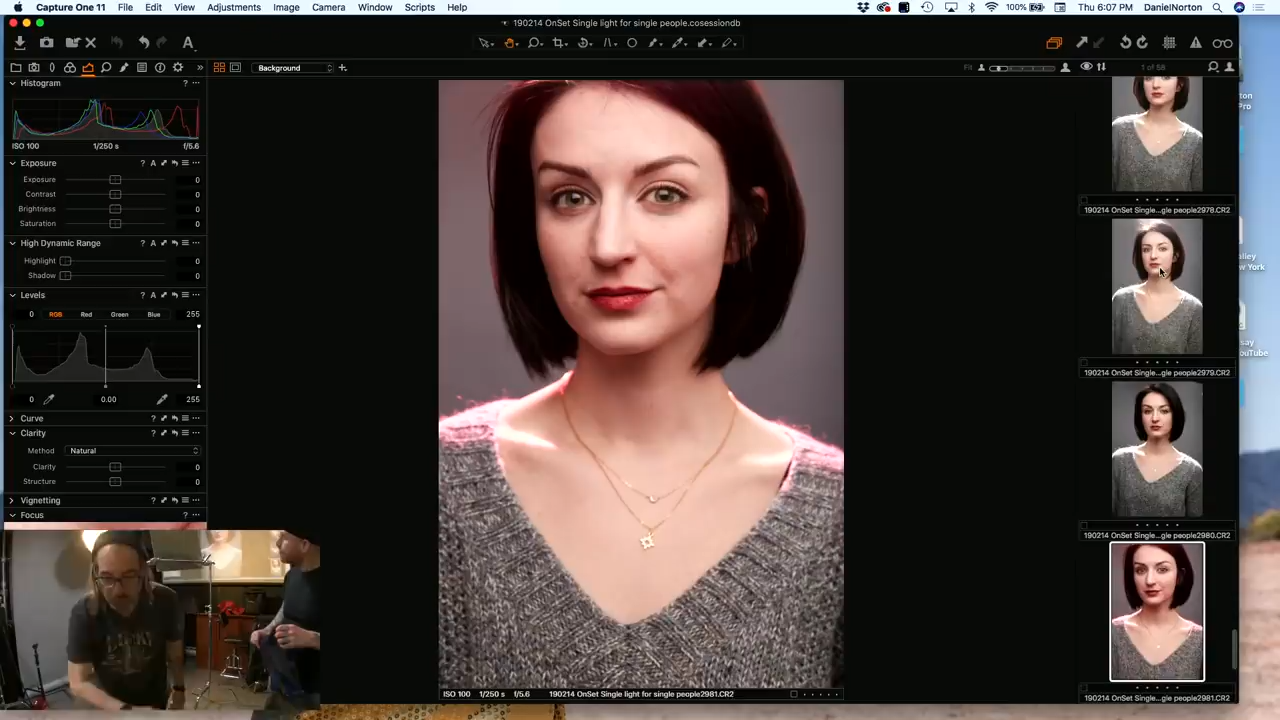 Capture One 11 File Edit View Adjustments Image Camera Window Scripts Help 100% Thu 6:07 PM DanielNorton
190214 OnSet Single light for single people.cosessiondb
Background
Fit
1 of 58
Histogram
ISO 100 1/250 s f/5.6
Exposure
Exposure 0
Contrast 0
Brightness 0
Saturation 0
High Dynamic Range
Highlight 0
Shadow 0
Levels
0 RGB Red Green Blue 255
0 0.00 255
Curve
Clarity
Method Natural
Clarity 0
Structure 0
Vignetting
Focus
ISO 100 1/250 s f/5.6 190214 OnSet Single light for single people2981.CR2
190214 OnSet Single...gle people2978.CR2
190214 OnSet Single...gle people2979.CR2
190214 OnSet Single...gle people2980.CR2
190214 OnSet Single...gle people2981.CR2